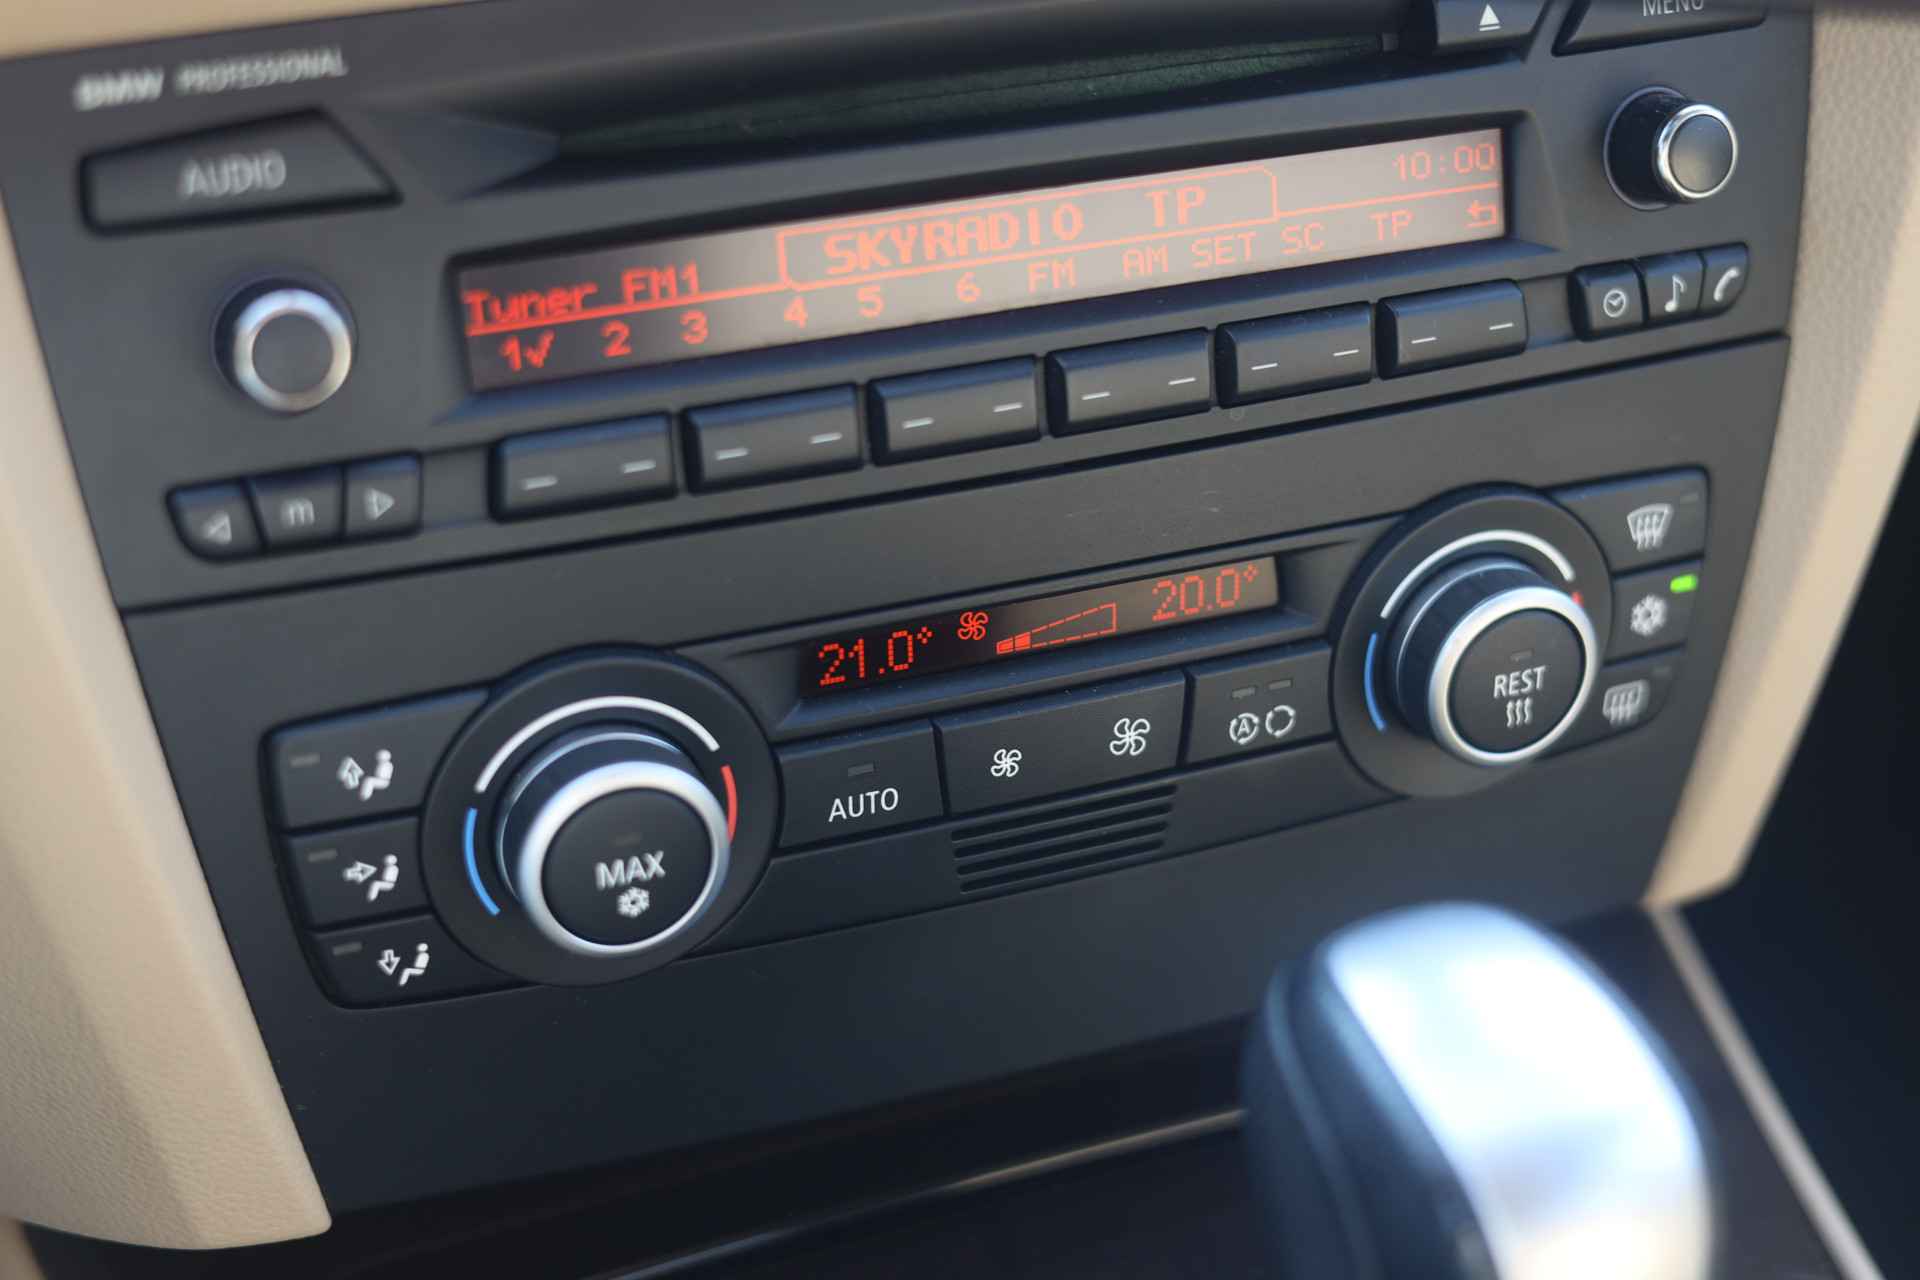 MENU
BMW PROFESSIONAL
AUDIO
10:00
SKYRADIO TP
Tuner FM1
1✓ 2 3 4 5 6 FM AM SET SC TP
m
21.0° 20.0°
REST
AUTO
A
MAX